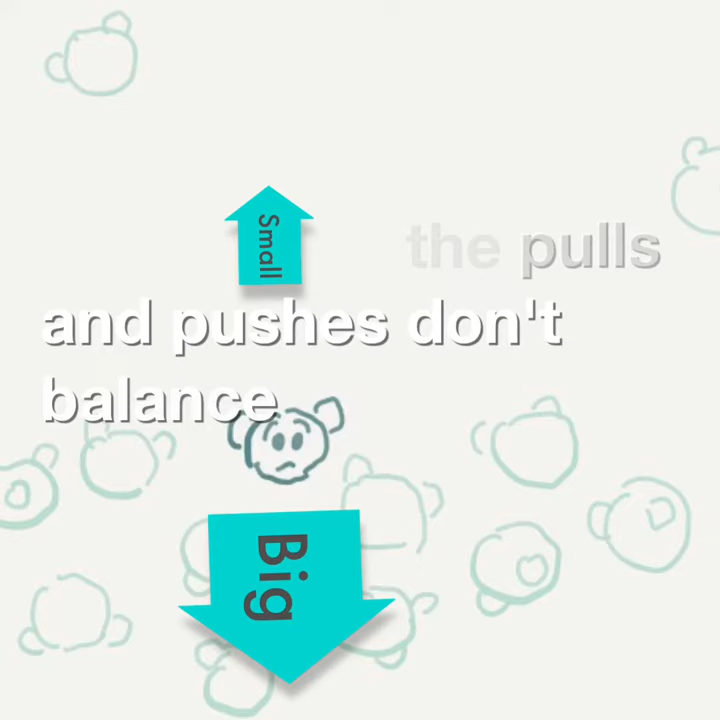 Small
the pulls
and pushes don't
balance
Big